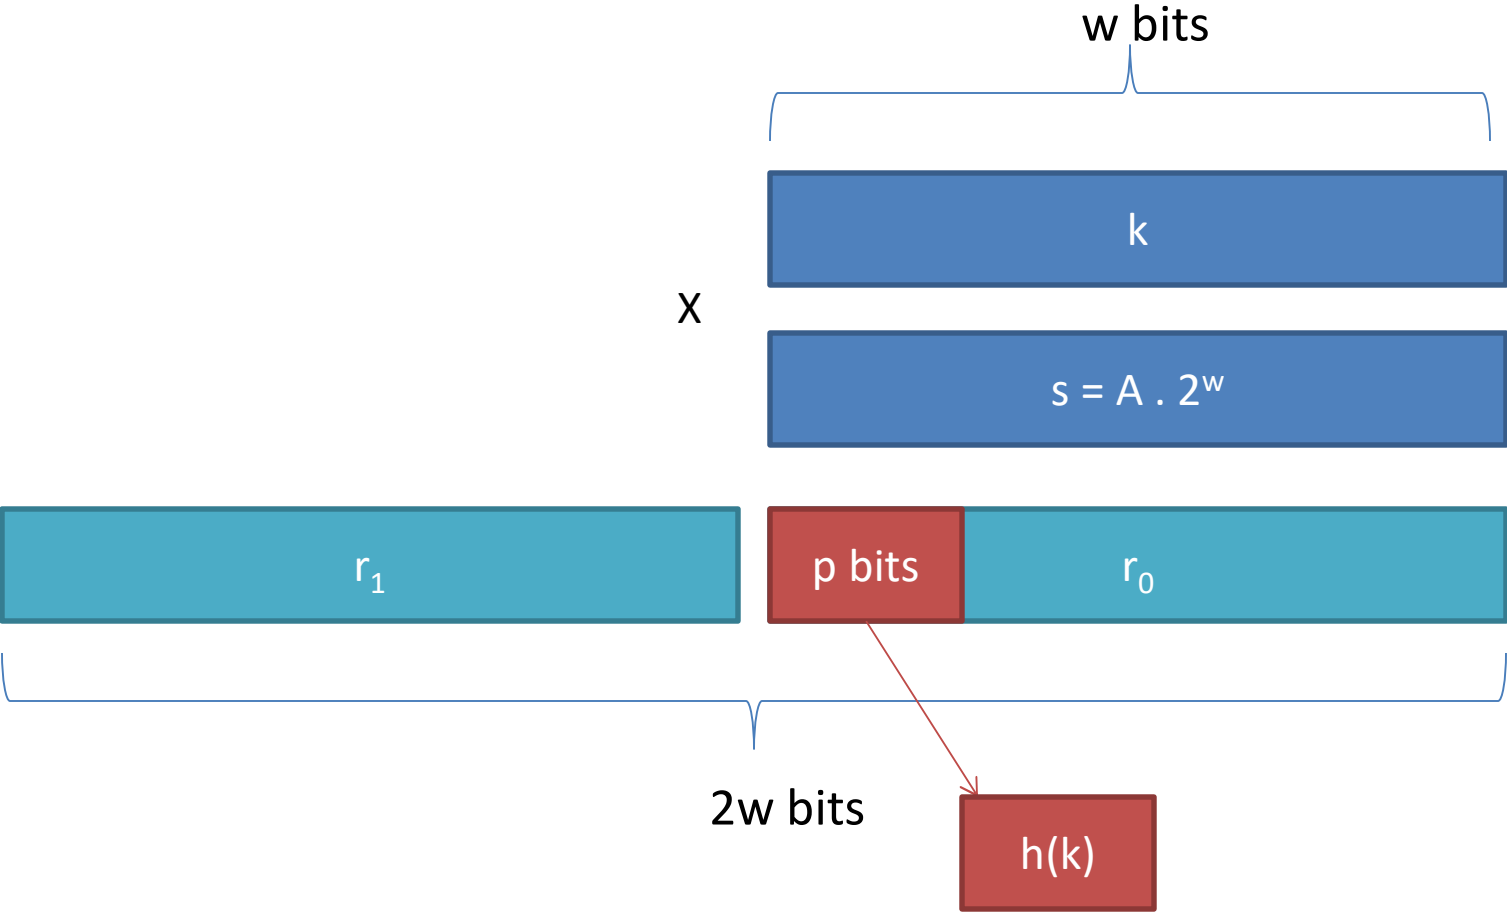 w bits
k
X
s = A . 2ʷ
r₁
p bits
r₀
2w bits
h(k)